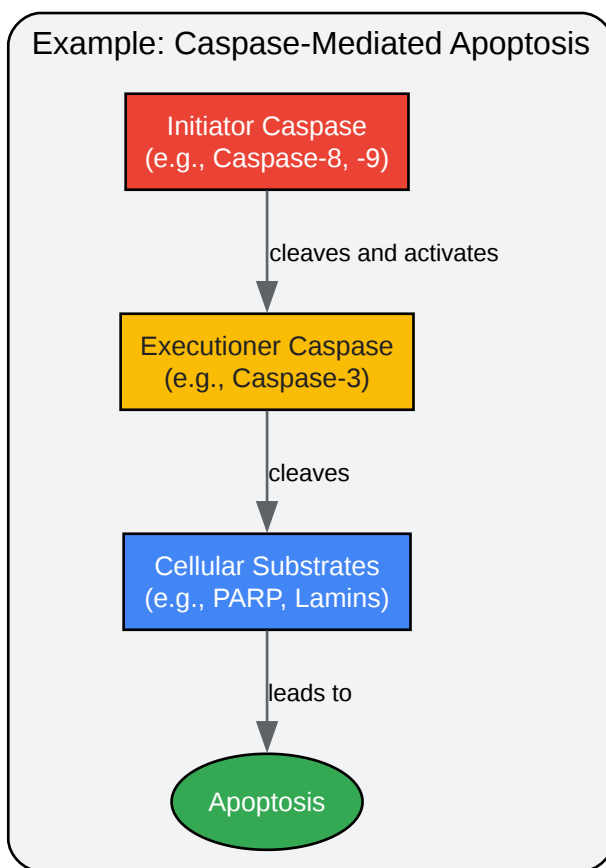 Example: Caspase-Mediated Apoptosis
Initiator Caspase
(e.g., Caspase-8, -9)
cleaves and activates
Executioner Caspase
(e.g., Caspase-3)
cleaves
Cellular Substrates
(e.g., PARP, Lamins)
leads to
Apoptosis